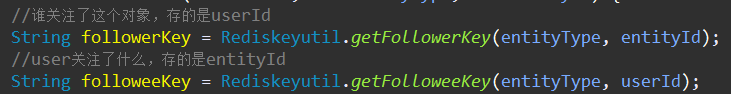 //谁关注了这个对象，存的是userId
String followerKey = Rediskeyutil.getFollowerKey(entityType, entityId);
//user关注了什么，存的是entityId
String followeeKey = Rediskeyutil.getFolloweeKey(entityType, userId);